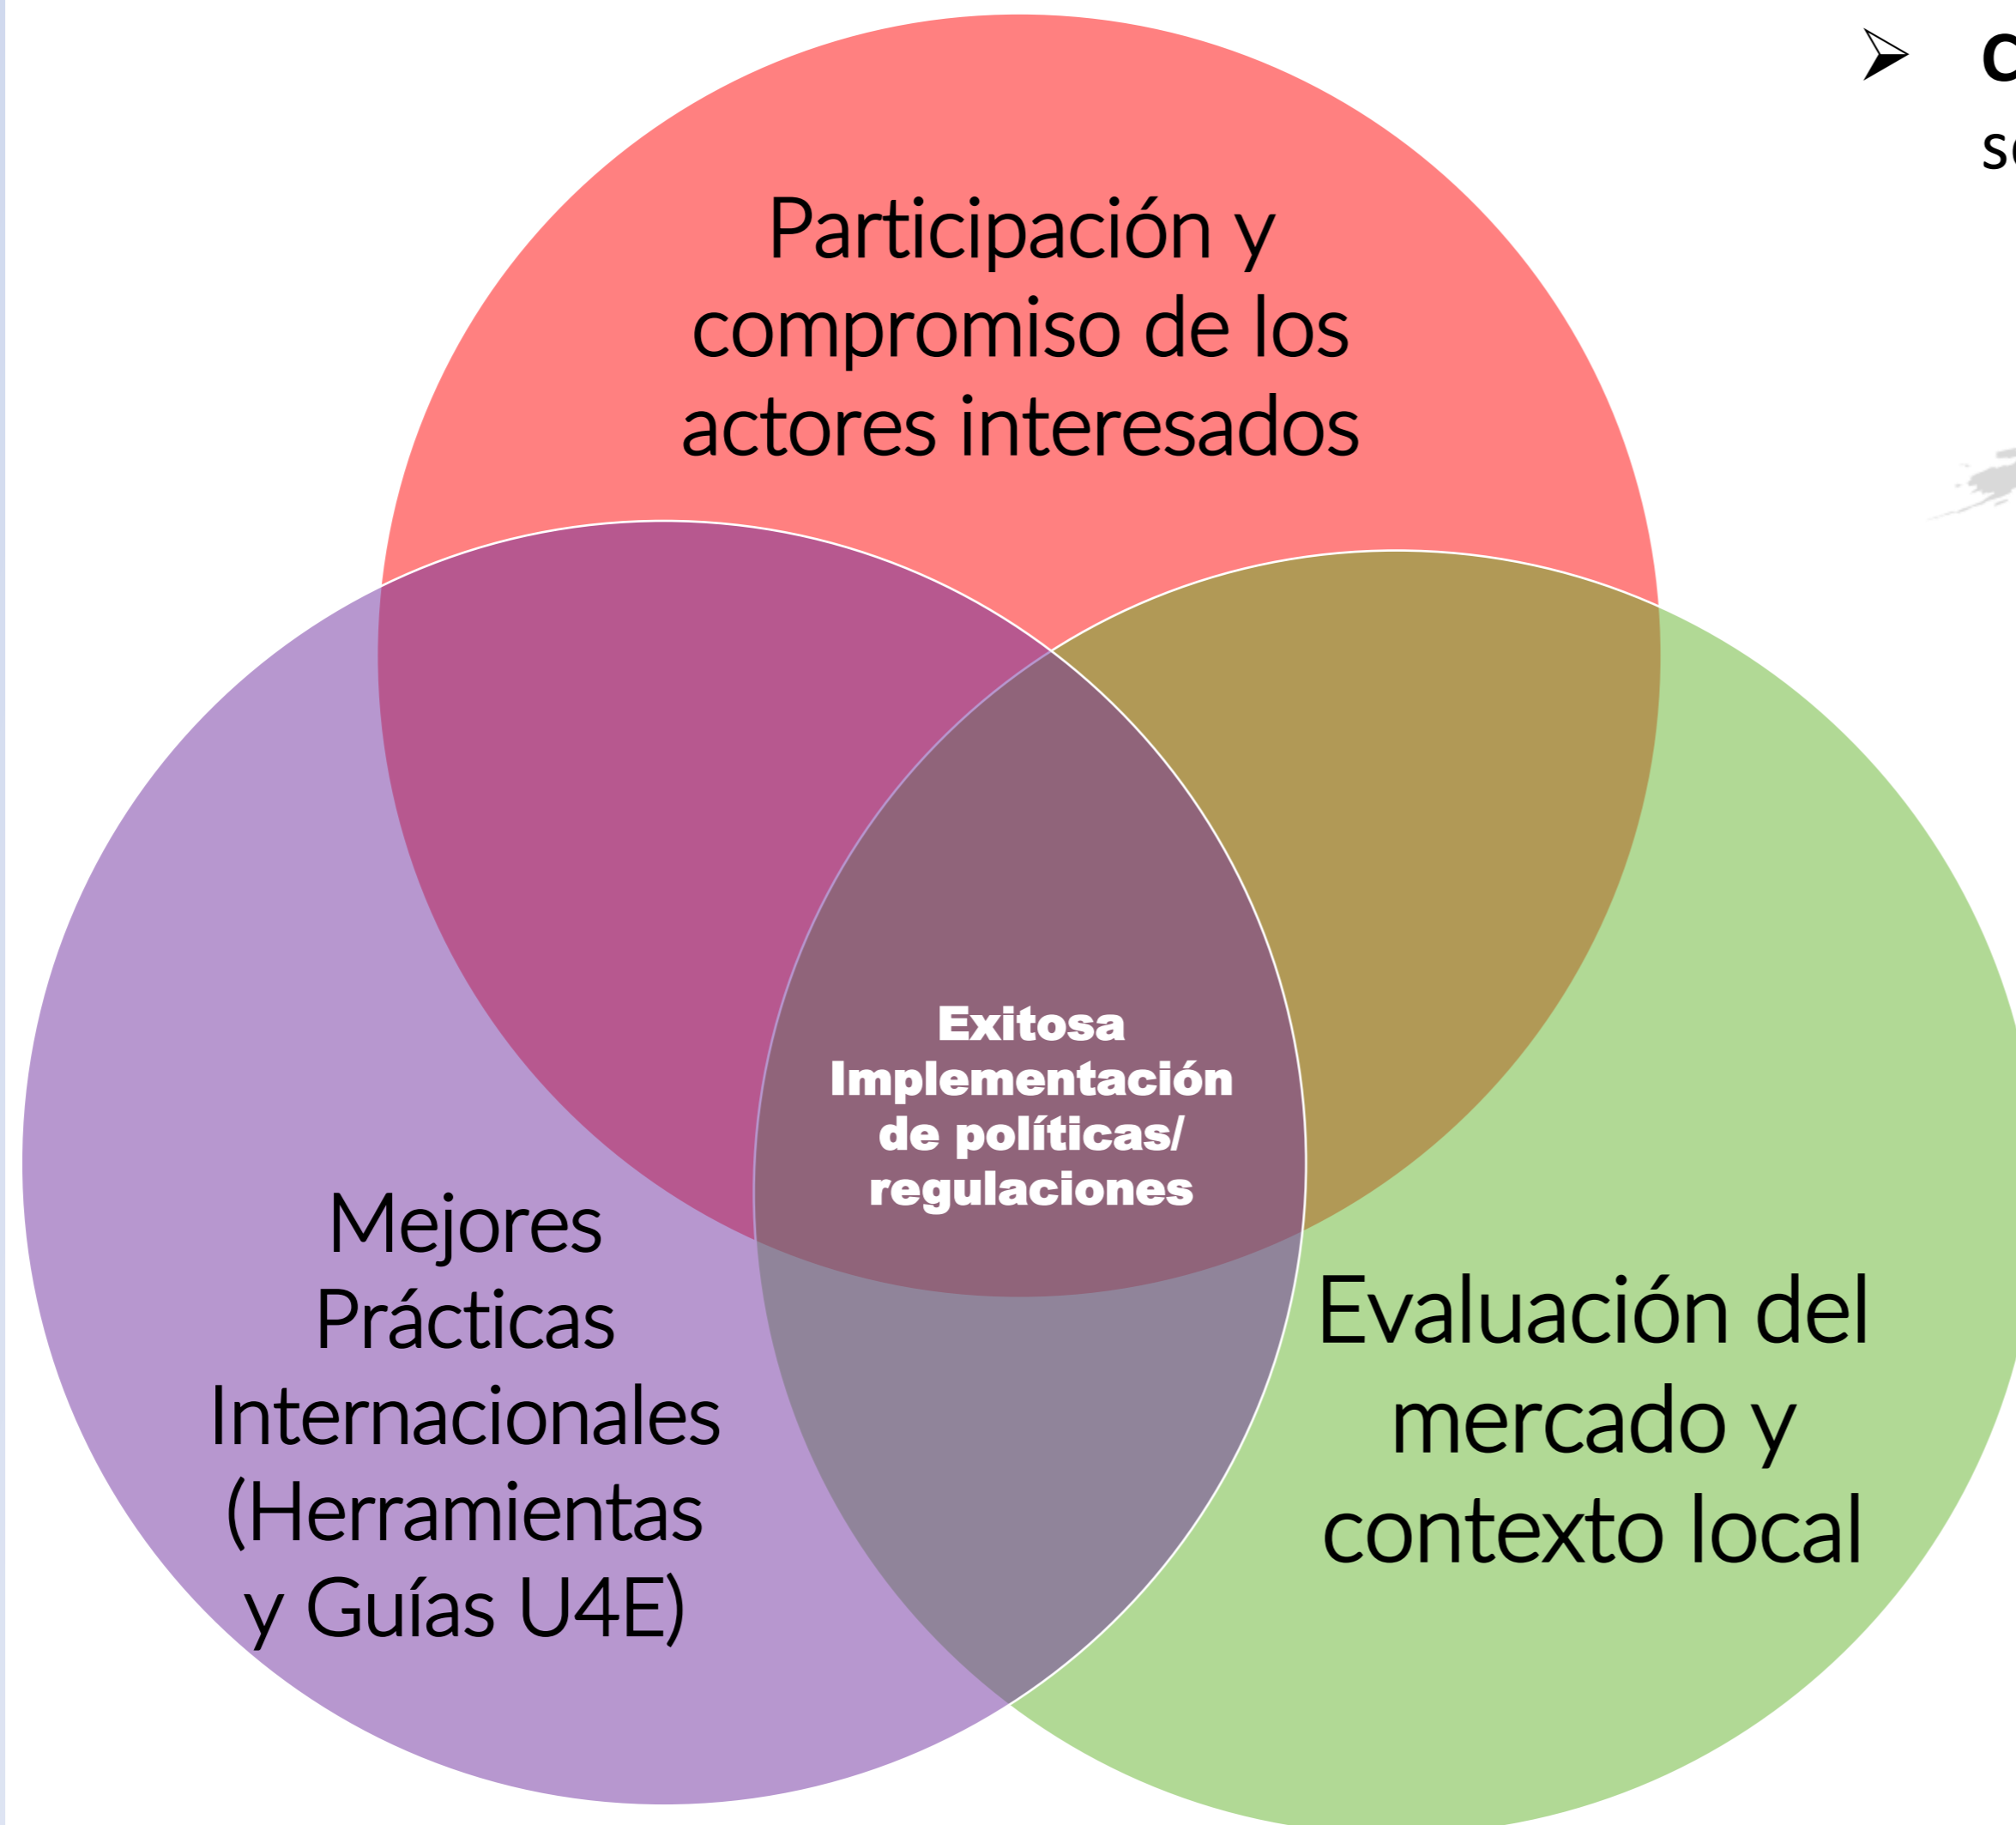 Participación y
compromiso de los
actores interesados
Exitosa
Implementación
de políticas/
regulaciones
Mejores
Prácticas
Internacionales
(Herramientas
y Guías U4E)
Evaluación del
mercado y
contexto local